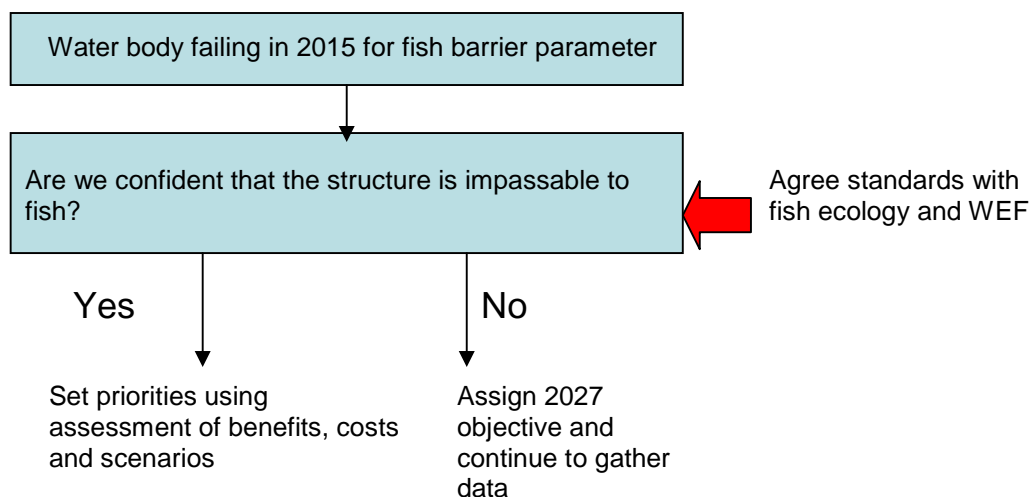 Water body failing in 2015 for fish barrier parameter
Are we confident that the structure is impassable to
fish?
Agree standards with
fish ecology and WEF
Yes
No
Set priorities using
assessment of benefits, costs
and scenarios
Assign 2027
objective and
continue to gather
data